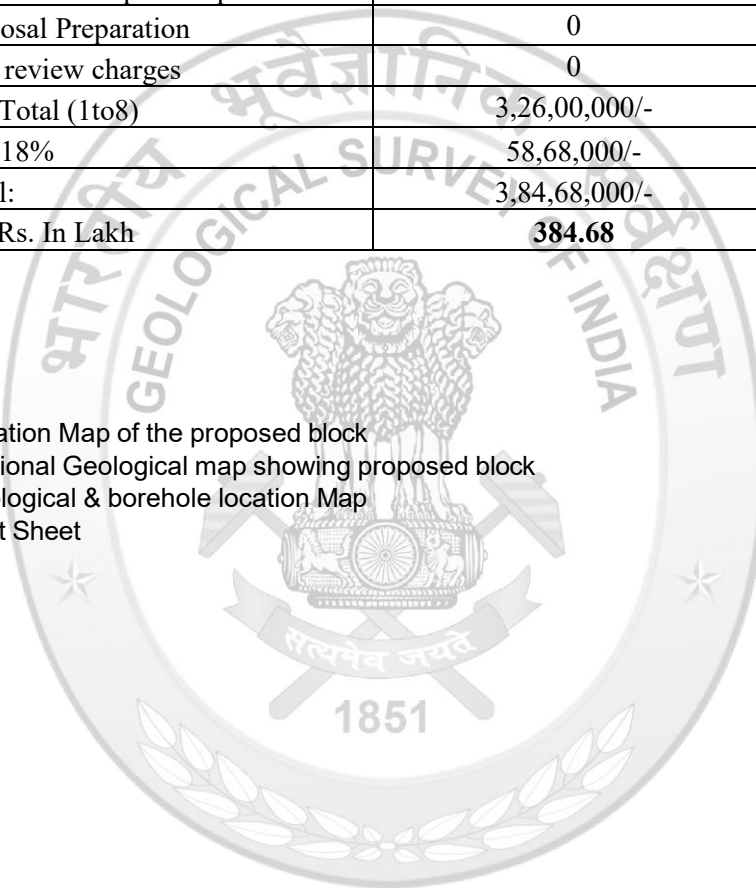 osal Preparation 0
review charges 0
Total (1to8) 3,26,00,000/-
18% 58,68,000/-
l: 3,84,68,000/-
Rs. In Lakh 384.68
ation Map of the proposed block
ional Geological map showing proposed block
logical & borehole location Map
t Sheet
भारतीय भूवैज्ञानिक सर्वेक्षण
GEOLOGICAL SURVEY OF INDIA
सत्यमेव जयते
1851